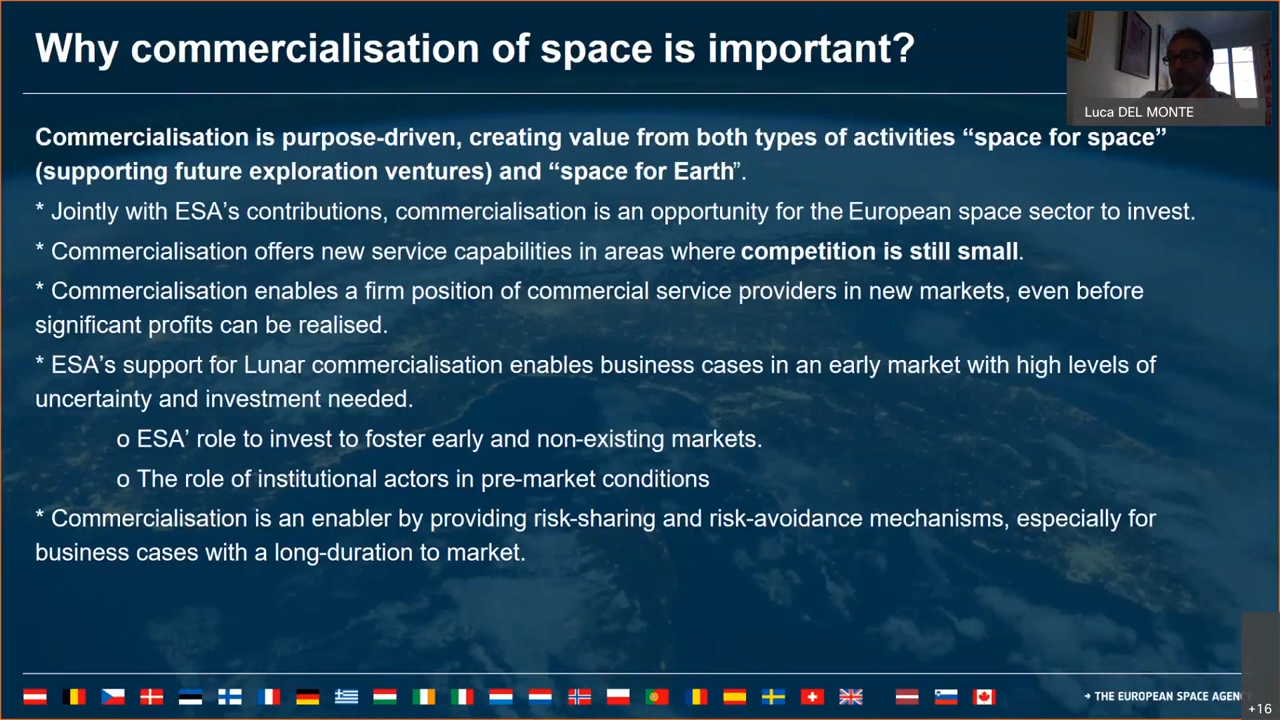 Why commercialisation of space is important?
Luca DEL MONTE
Commercialisation is purpose-driven, creating value from both types of activities “space for space”
(supporting future exploration ventures) and “space for Earth”.
* Jointly with ESA’s contributions, commercialisation is an opportunity for the European space sector to invest.
* Commercialisation offers new service capabilities in areas where competition is still small.
* Commercialisation enables a firm position of commercial service providers in new markets, even before
significant profits can be realised.
* ESA’s support for Lunar commercialisation enables business cases in an early market with high levels of
uncertainty and investment needed.
o ESA’ role to invest to foster early and non-existing markets.
o The role of institutional actors in pre-market conditions
* Commercialisation is an enabler by providing risk-sharing and risk-avoidance mechanisms, especially for
business cases with a long-duration to market.
→ THE EUROPEAN SPACE AGENC
+16